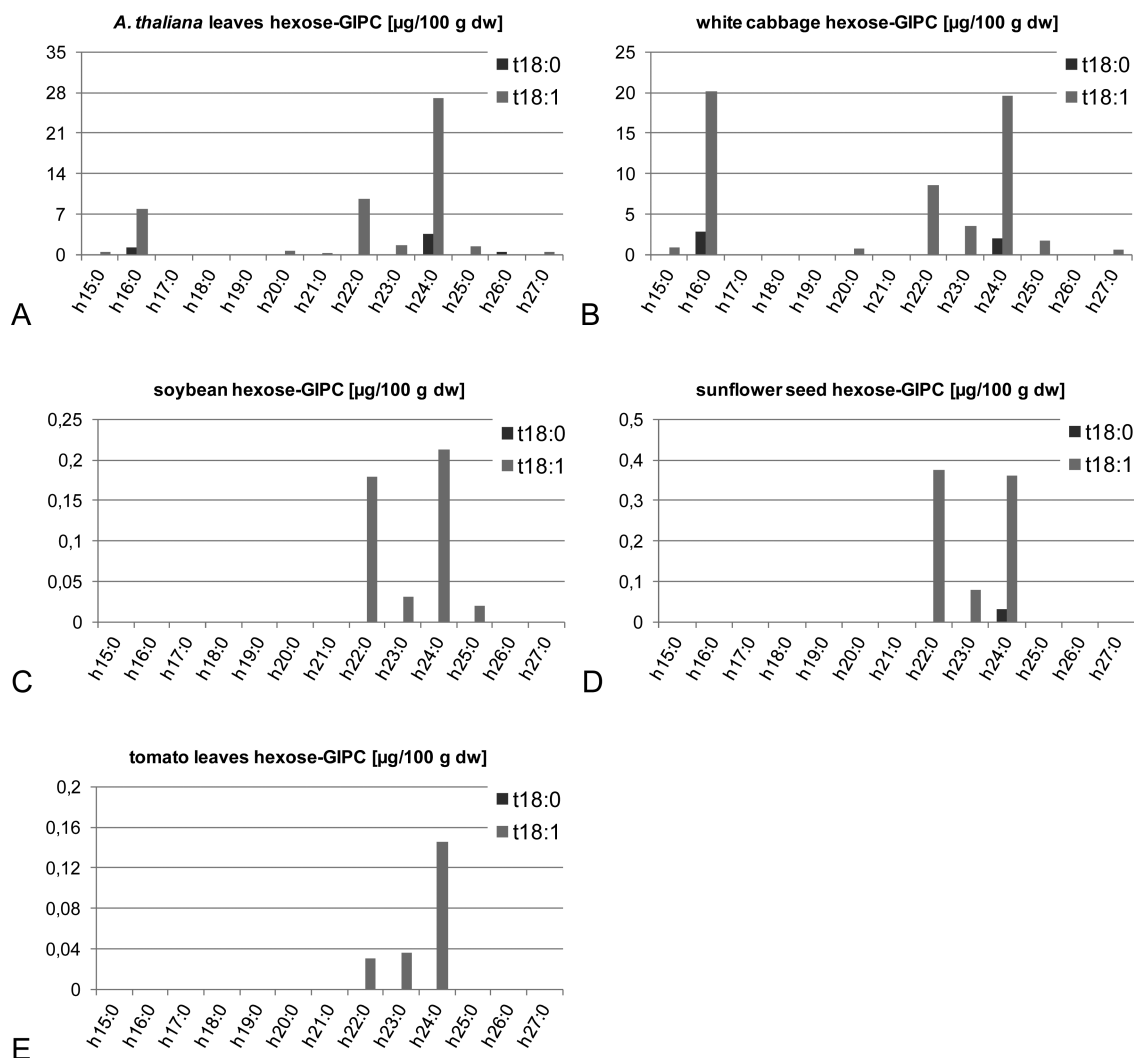 A. thaliana leaves hexose-GIPC [µg/100 g dw]
35
28
21
14
7
0
t18:0
t18:1
h15:0 h16:0 h17:0 h18:0 h19:0 h20:0 h21:0 h22:0 h23:0 h24:0 h25:0 h26:0 h27:0
A
white cabbage hexose-GIPC [µg/100 g dw]
25
20
15
10
5
0
t18:0
t18:1
h15:0 h16:0 h17:0 h18:0 h19:0 h20:0 h21:0 h22:0 h23:0 h24:0 h25:0 h26:0 h27:0
B
soybean hexose-GIPC [µg/100 g dw]
0,25
0,2
0,15
0,1
0,05
0
t18:0
t18:1
h15:0 h16:0 h17:0 h18:0 h19:0 h20:0 h21:0 h22:0 h23:0 h24:0 h25:0 h26:0 h27:0
C
sunflower seed hexose-GIPC [µg/100 g dw]
0,5
0,4
0,3
0,2
0,1
0
t18:0
t18:1
h15:0 h16:0 h17:0 h18:0 h19:0 h20:0 h21:0 h22:0 h23:0 h24:0 h25:0 h26:0 h27:0
D
tomato leaves hexose-GIPC [µg/100 g dw]
0,2
0,16
0,12
0,08
0,04
0
t18:0
t18:1
h15:0 h16:0 h17:0 h18:0 h19:0 h20:0 h21:0 h22:0 h23:0 h24:0 h25:0 h26:0 h27:0
E